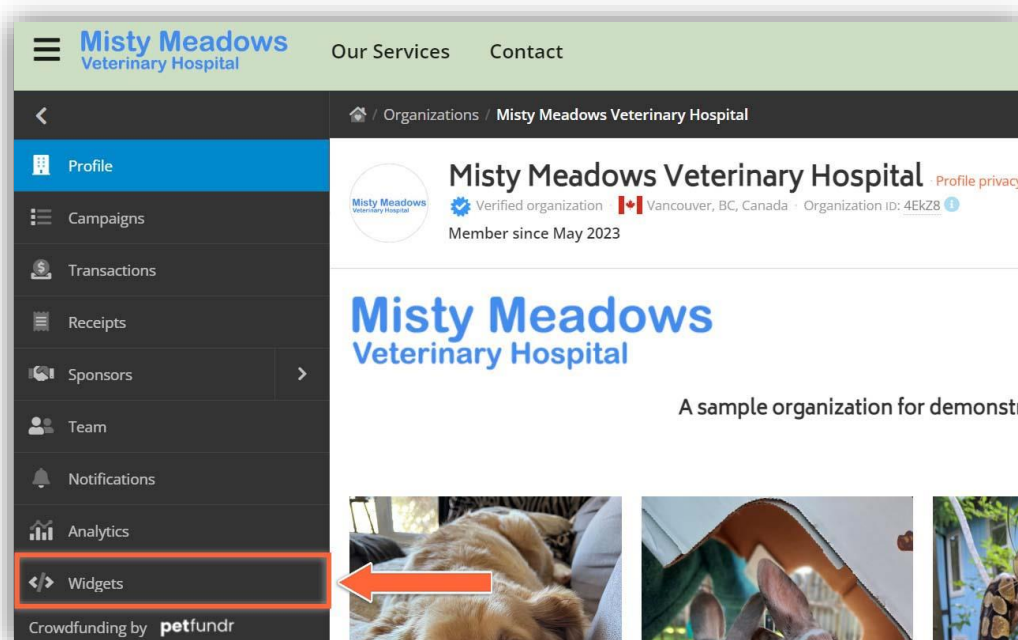 Misty Meadows
Veterinary Hospital
Our Services Contact
/ Organizations / Misty Meadows Veterinary Hospital
Profile
Campaigns
Transactions
Receipts
Sponsors
Team
Notifications
Analytics
</> Widgets
Crowdfunding by petfundr
Misty Meadows
Veterinary Hospital
Misty Meadows Veterinary Hospital · Profile privacy
Verified organization · Vancouver, BC, Canada · Organization ID: 4EkZ8
Member since May 2023
Misty Meadows
Veterinary Hospital
A sample organization for demonst